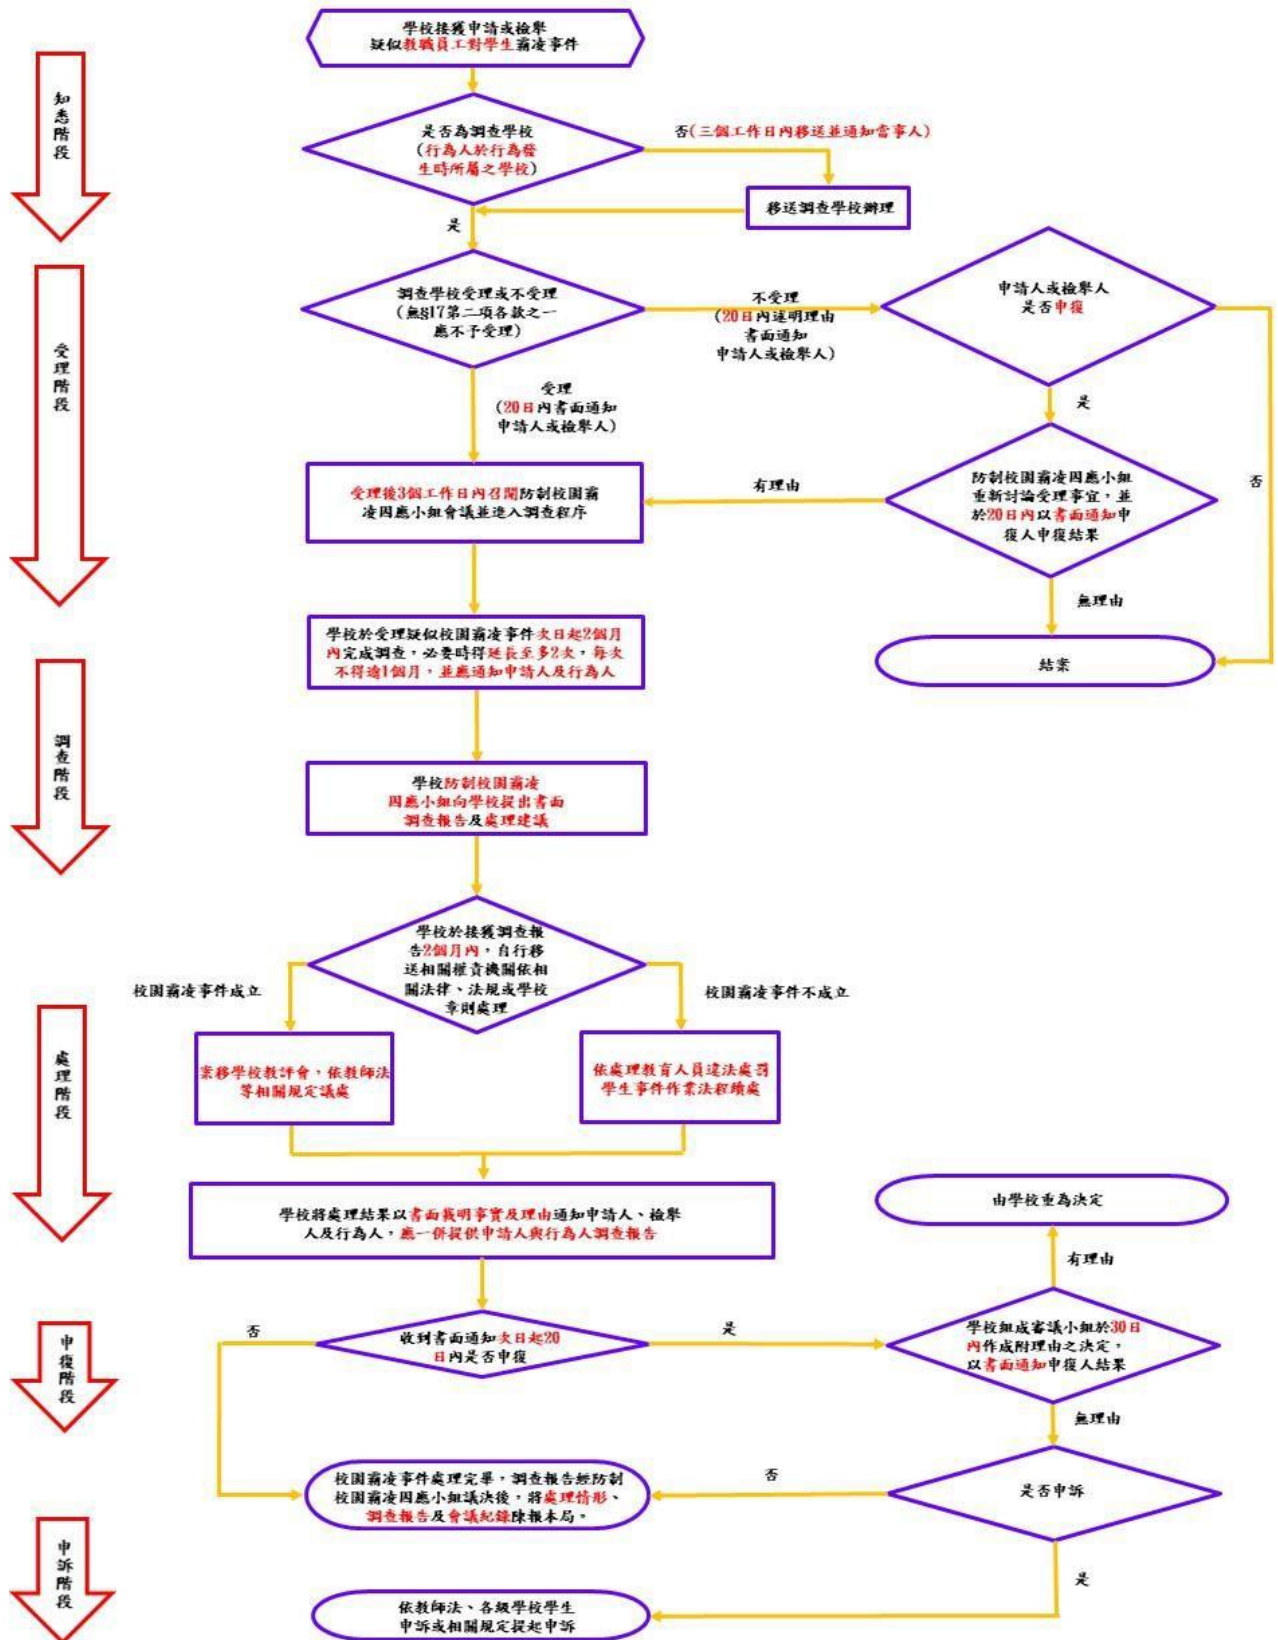 學校接獲申請或檢舉
疑似教職員工對學生霸凌事件
知悉階段
是否為調查學校
(行為人於行為發
生時所屬之學校)
否(三個工作日內移送並通知當事人)
移送調查學校辦理
是
受理階段
調查學校受理或不受理
(無§17第二項各款之一
應不予受理)
不受理
(20日內述明理由
書面通知
申請人或檢舉人)
申請人或檢舉人
是否申復
是
否
受理
(20日內書面通知
申請人或檢舉人)
受理後3個工作日內召開防制校園霸
凌因應小組會議並進入調查程序
有理由
防制校園霸凌因應小組
重新討論受理事宜,並
於20日內以書面通知申
復人申復結果
無理由
結案
學校於受理疑似校園霸凌事件次日起2個月
內完成調查,必要時得延長至多2次,每次
不得逾1個月,並應通知申請人及行為人
調查階段
學校防制校園霸凌
因應小組向學校提出書面
調查報告及處理建議
學校於接獲調查報
告2個月內,自行移
送相關權責機關依相
關法律、法規或學校
章則處理
校園霸凌事件成立
校園霸凌事件不成立
處理階段
案移學校教評會,依教師法
等相關規定議處
依處理教育人員違法處罰
學生事件作業法程續處
學校將處理結果以書面載明事實及理由通知申請人、檢舉
人及行為人,應一併提供申請人與行為人調查報告
由學校重為決定
有理由
申復階段
否
收到書面通知次日起20
日內是否申復
是
學校組成審議小組於30日
內作成附理由之決定,
以書面通知申復人結果
無理由
校園霸凌事件處理完畢,調查報告經防制
校園霸凌因應小組議決後,將處理情形、
調查報告及會議紀錄陳報本局。
否
是否申訴
是
申訴階段
依教師法、各級學校學生
申訴或相關規定提起申訴